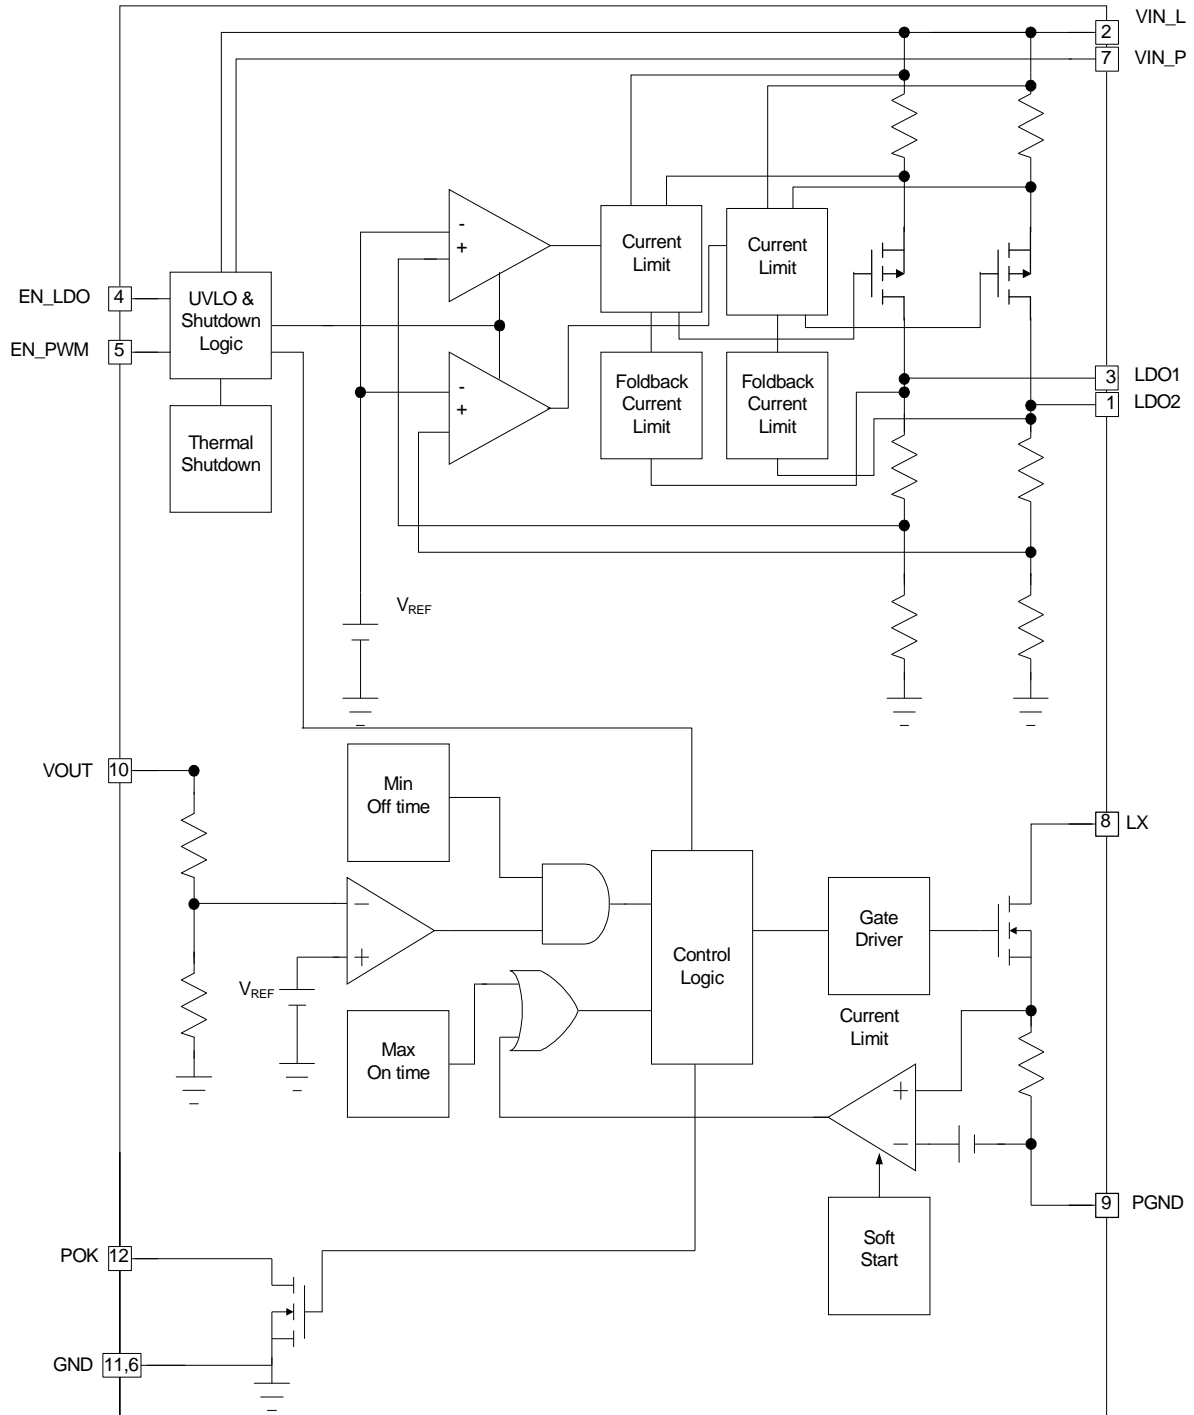 VIN_L
2
7
VIN_P
-
+
Current
Limit
Current
Limit
EN_LDO
4
UVLO &
Shutdown
Logic
EN_PWM
5
-
+
Foldback
Current
Limit
Foldback
Current
Limit
3
LDO1
1
LDO2
Thermal
Shutdown
VREF
VOUT
10
Min
Off time
8
LX
−
+
VREF
Control
Logic
Gate
Driver
Current
Limit
Max
On time
+
−
9
PGND
Soft
Start
POK
12
GND
11,6